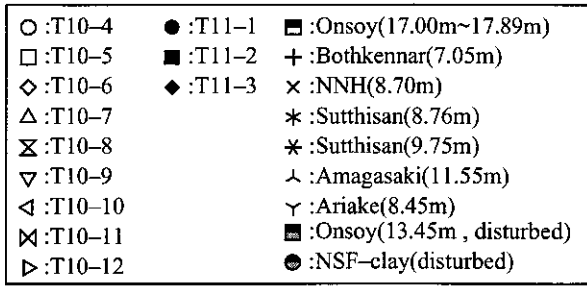 ○ :T10–4 ● :T11–1 ⬒ :Onsoy(17.00m~17.89m)
□ :T10–5 ■ :T11–2 + :Bothkennar(7.05m)
◇ :T10–6 ◆ :T11–3 × :NNH(8.70m)
△ :T10–7 ∗ :Sutthisan(8.76m)
⧖ :T10–8 ⚹ :Sutthisan(9.75m)
▽ :T10–9 ⅄ :Amagasaki(11.55m)
◁ :T10–10 Y :Ariake(8.45m)
⋈ :T10–11 ▩ :Onsoy(13.45m , disturbed)
▷ :T10–12 ● :NSF–clay(disturbed)